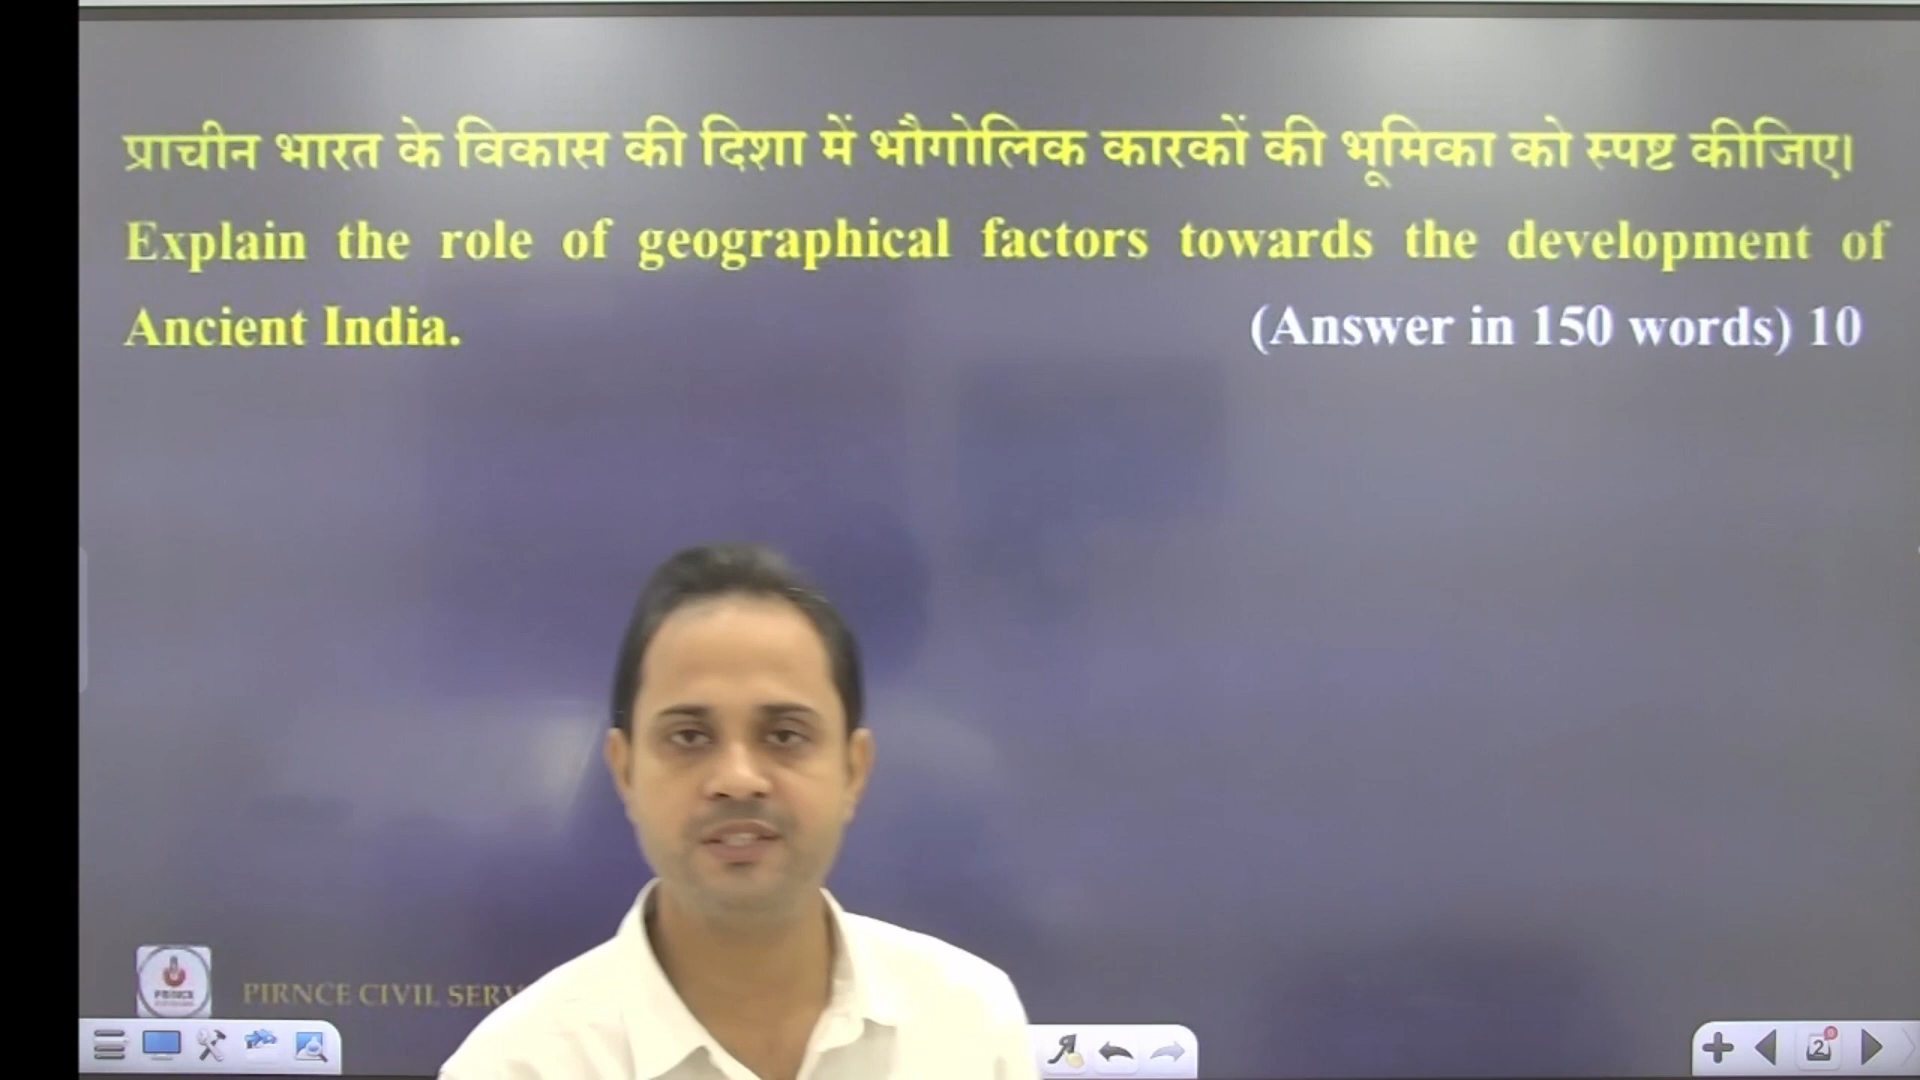 प्राचीन भारत के विकास की दिशा में भौगोलिक कारकों की भूमिका को स्पष्ट कीजिए।
Explain the role of geographical factors towards the development of
Ancient India. (Answer in 150 words) 10
PIRNCE CIVIL SERV
2